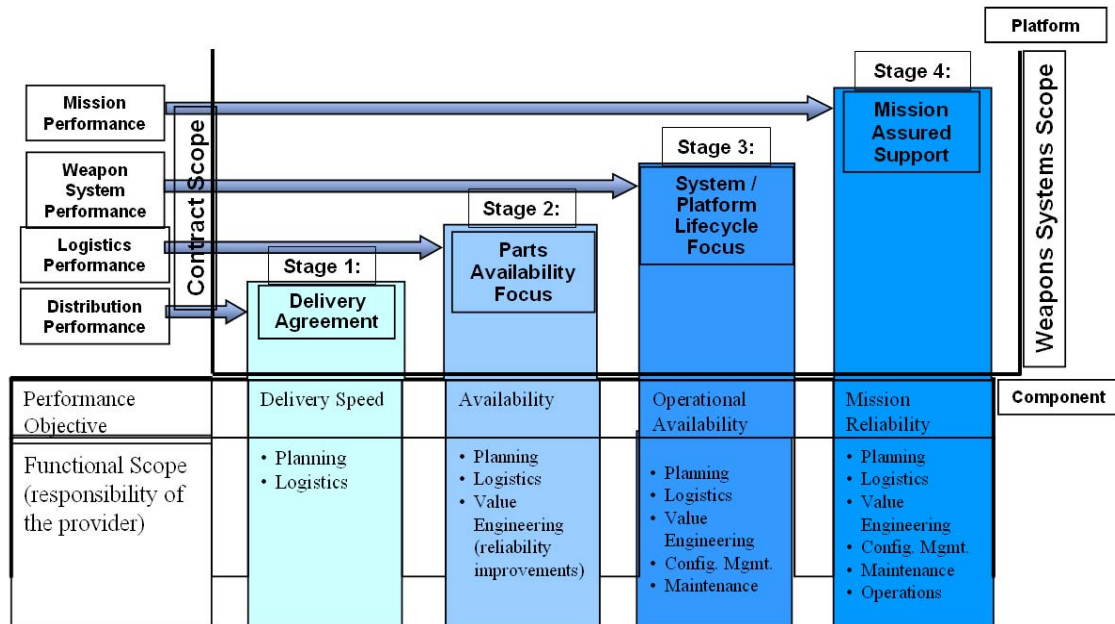 Platform
Stage 4:
Mission
Performance
Mission
Assured
Support
Contract Scope
Weapons Systems Scope
Stage 3:
Weapon
System
Performance
System /
Platform
Lifecycle
Focus
Stage 2:
Logistics
Performance
Parts
Availability
Focus
Stage 1:
Distribution
Performance
Delivery
Agreement
Component
Performance
Objective
Delivery Speed
Availability
Operational
Availability
Mission
Reliability
Functional Scope
(responsibility of
the provider)
• Planning
• Logistics
• Planning
• Logistics
• Value
Engineering
(reliability
improvements)
• Planning
• Logistics
• Value
Engineering
• Config. Mgmt.
• Maintenance
• Planning
• Logistics
• Value
Engineering
• Config. Mgmt.
• Maintenance
• Operations